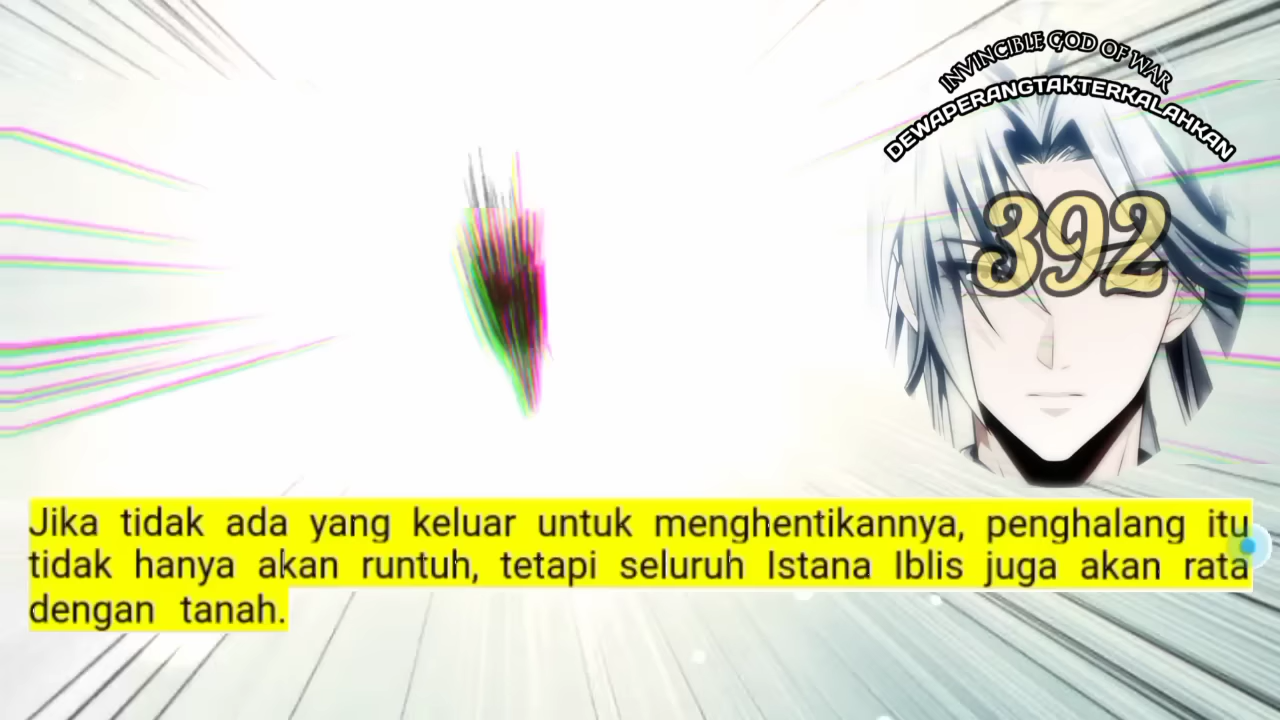 INVINCIBLE GOD OF WAR
DEWAPERANGTAKTERKALAHKAN
392
Jika tidak ada yang keluar untuk menghentikannya, penghalang itu
tidak hanya akan runtuh, tetapi seluruh Istana Iblis juga akan rata
dengan tanah.